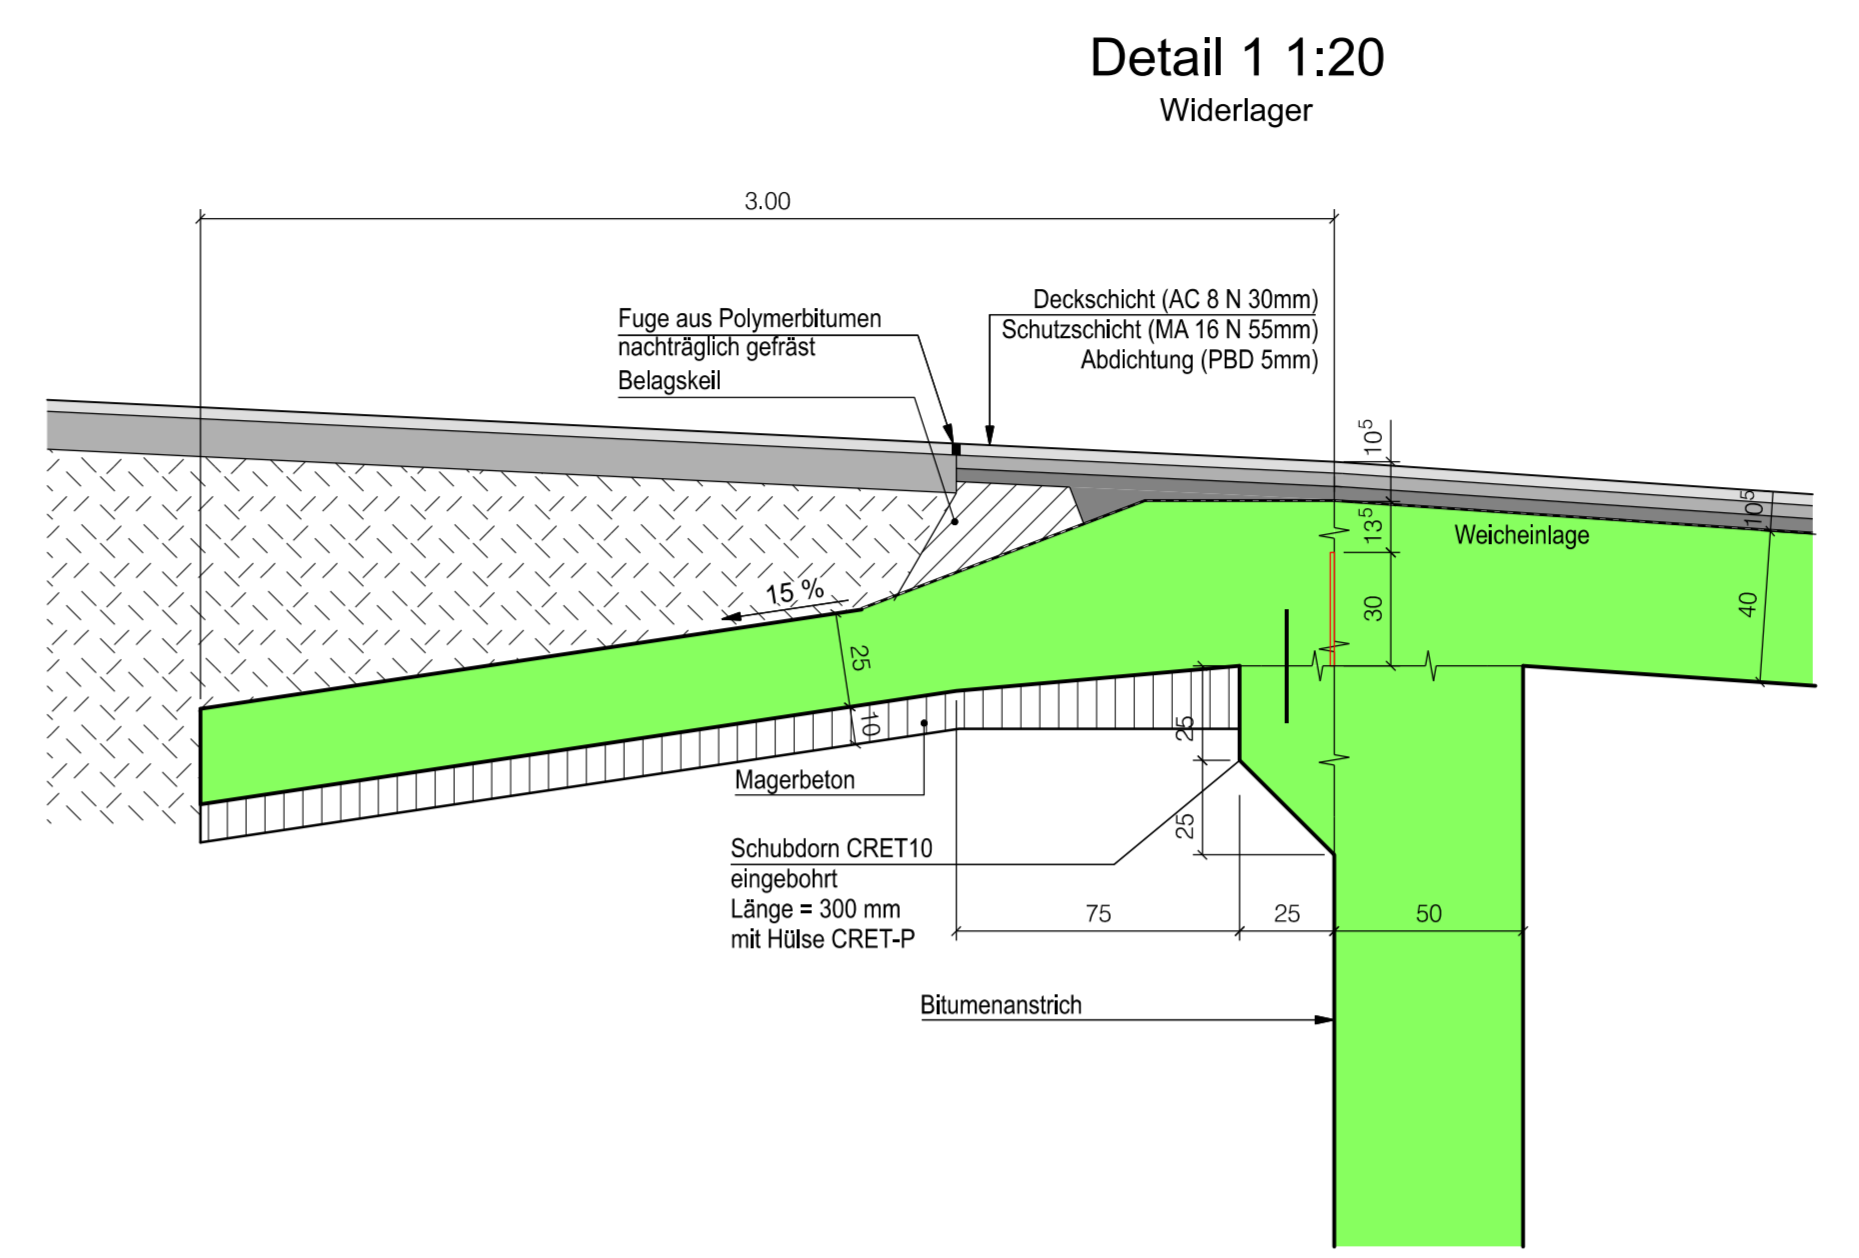 Detail 1 1:20
Widerlager
3.00
Deckschicht (AC 8 N 30mm)
Schutzschicht (MA 16 N 55mm)
Abdichtung (PBD 5mm)
Fuge aus Polymerbitumen
nachträglich gefräst
Belagskeil
10⁵
13⁵
30
10⁵
40
Weicheinlage
15 %
25
10
Magerbeton
25
25
Schubdorn CRET10
eingebohrt
Länge = 300 mm
mit Hülse CRET-P
75
25
50
Bitumenanstrich